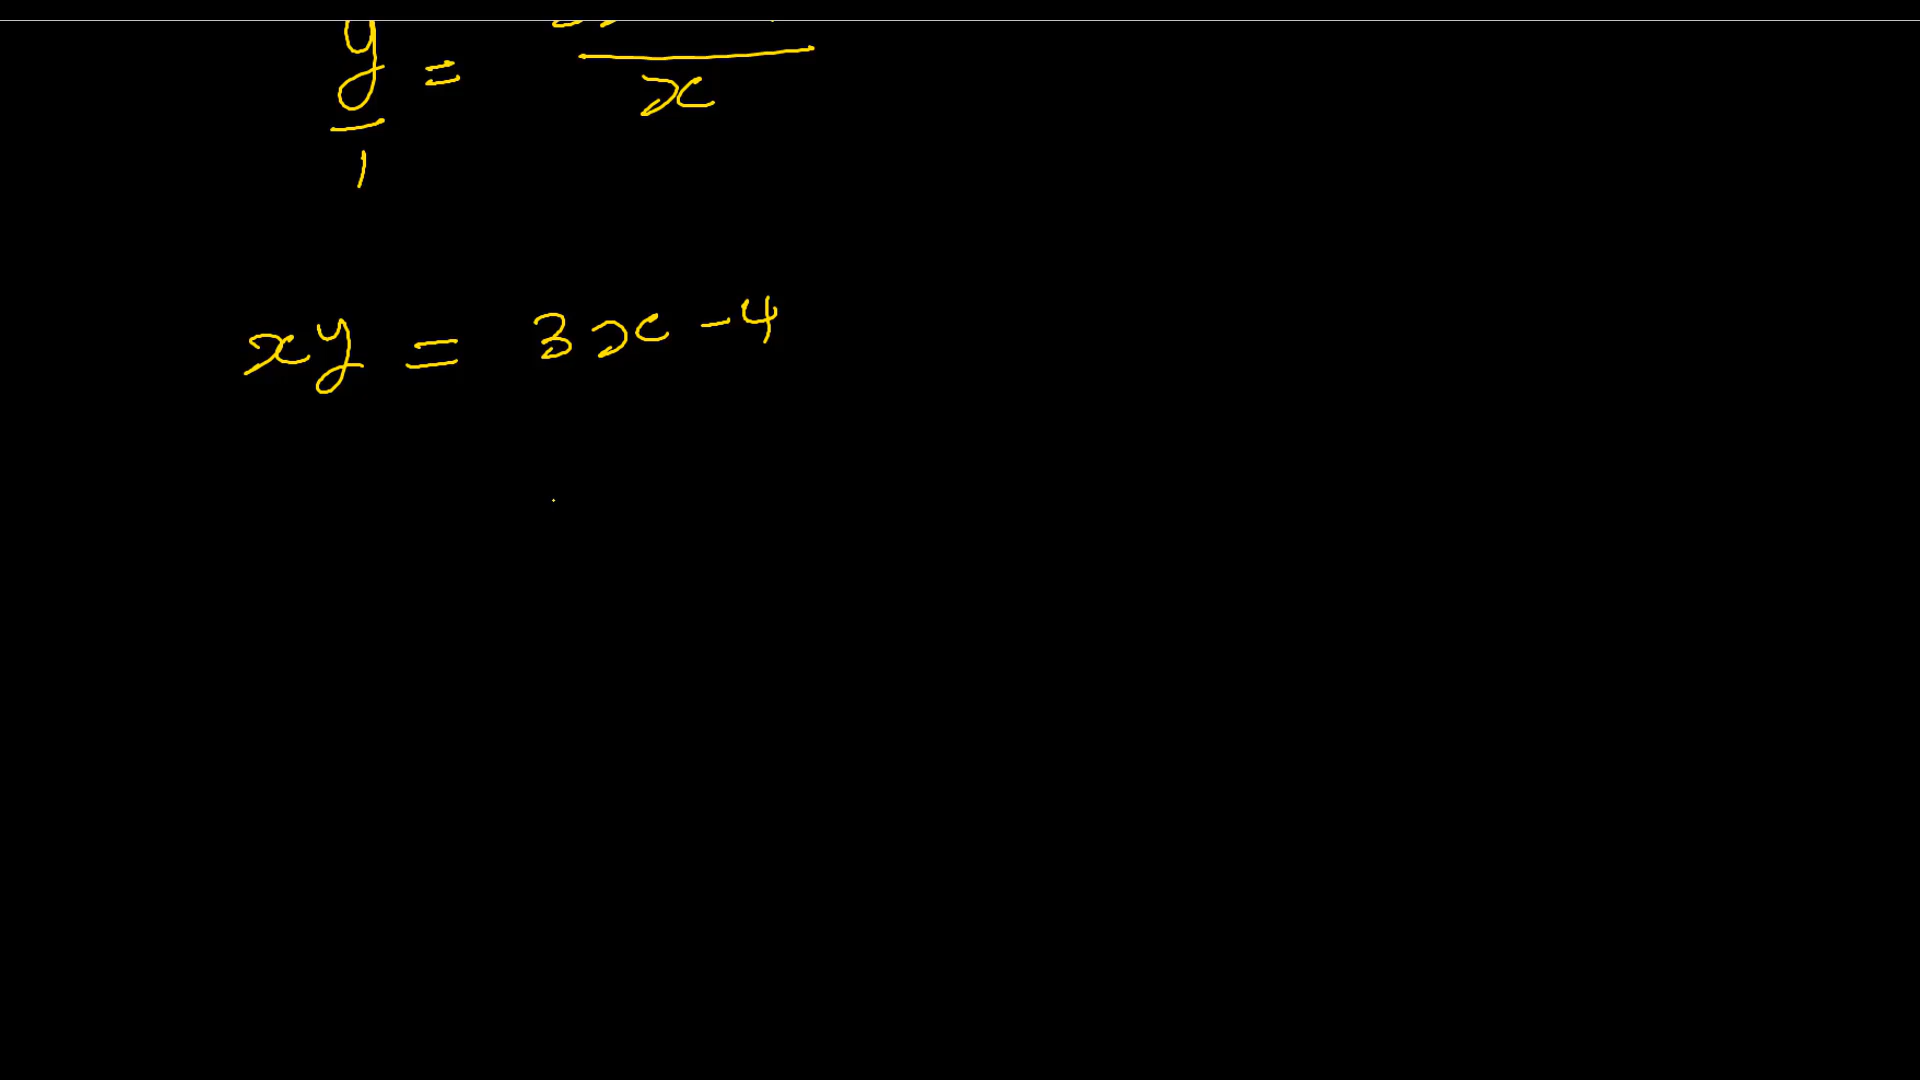 y/1 = /x
xy = 3x - 4